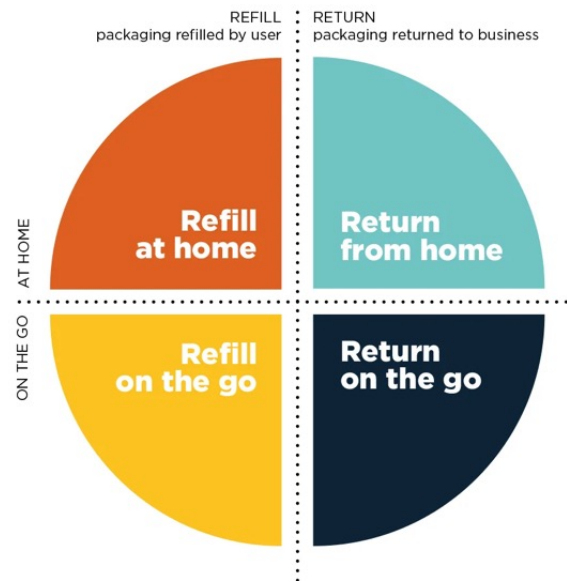 REFILL
packaging refilled by user
RETURN
packaging returned to business
AT HOME
Refill
at home
Return
from home
ON THE GO
Refill
on the go
Return
on the go